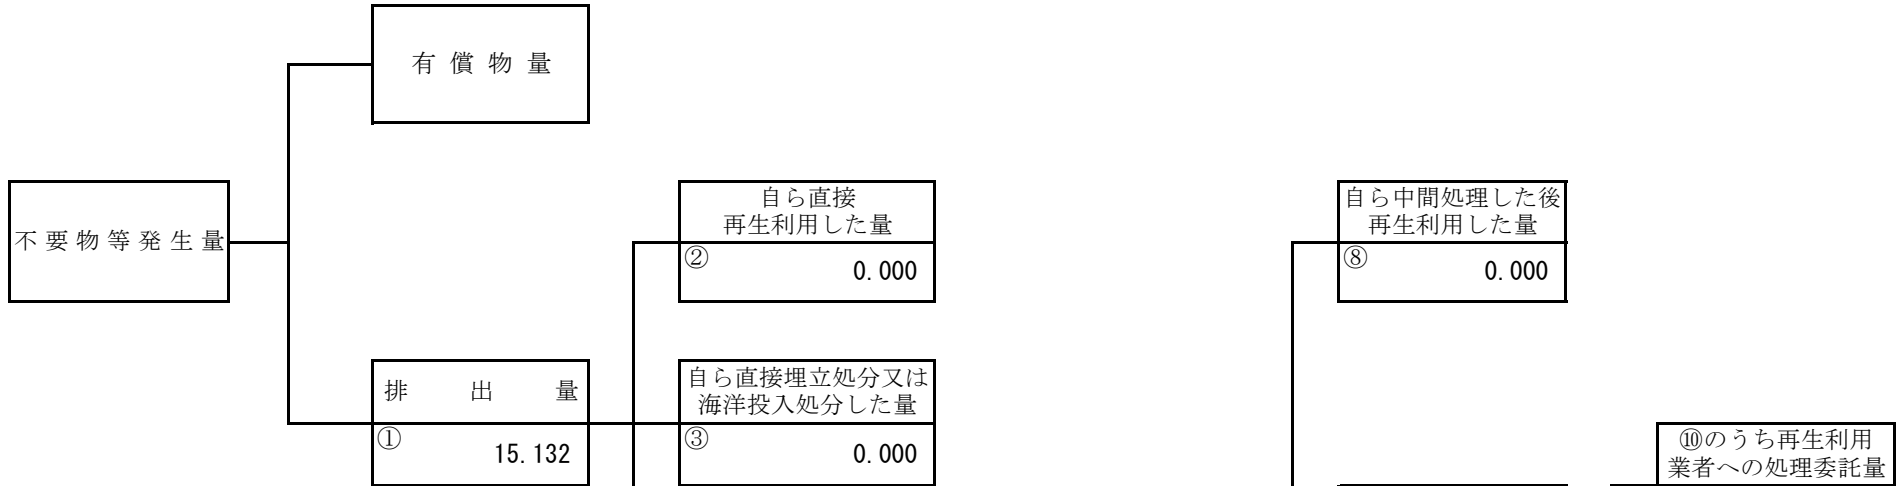 有償物量
不要物等発生量
自ら直接
再生利用した量
② 0.000
自ら中間処理した後
再生利用した量
⑧ 0.000
排出量
① 15.132
自ら直接埋立処分又は
海洋投入処分した量
③ 0.000
⑩のうち再生利用
業者への処理委託量